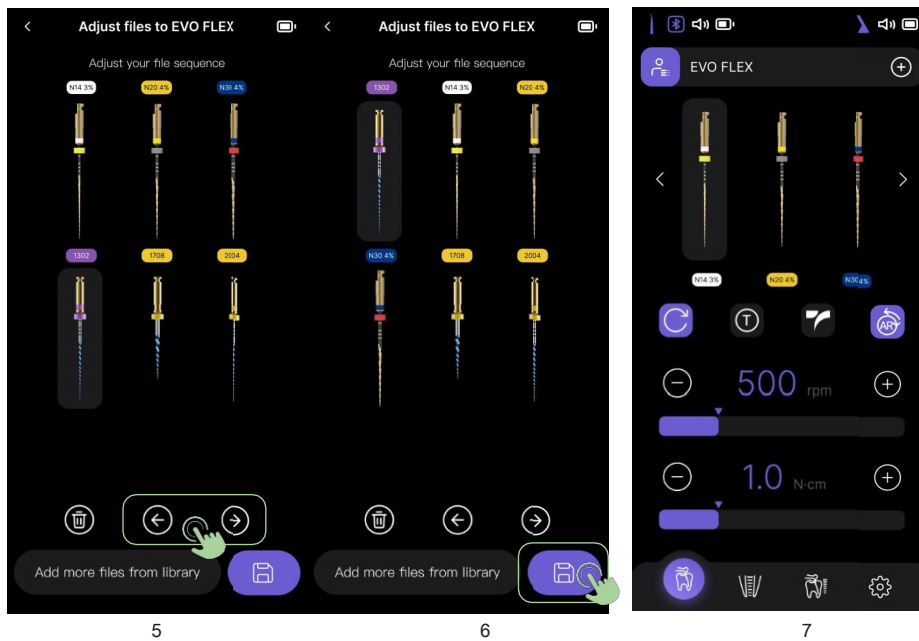 Adjust files to EVO FLEX
Adjust your file sequence
N14 3% N20 4% N30 4%
1302 1708 2004
Add more files from library
5
Adjust files to EVO FLEX
Adjust your file sequence
1302 N14 3% N20 4%
N30 4% 1708 2004
Add more files from library
6
EVO FLEX
N14 3% N20 4% N30 4%
T AR
500 rpm
1.0 N·cm
7